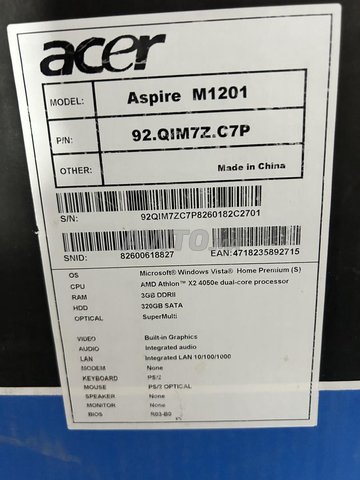 acer
MODEL: Aspire M1201
P/N: 92.QIM7Z.C7P
OTHER: Made in China
S/N: 92QIM7ZC7P8260182C2701
SNID: 82600618827 EAN: 4718235892715
OS Microsoft® Windows Vista® Home Premium (S)
CPU AMD Athlon™ X2 4050e dual-core processor
RAM 3GB DDRII
HDD 320GB SATA
OPTICAL SuperMulti
VIDEO Built-in Graphics
AUDIO Integrated audio
LAN Integrated LAN 10/100/1000
MODEM None
KEYBOARD PS/2
MOUSE PS/2 OPTICAL
SPEAKER None
MONITOR None
BIOS R03-B0